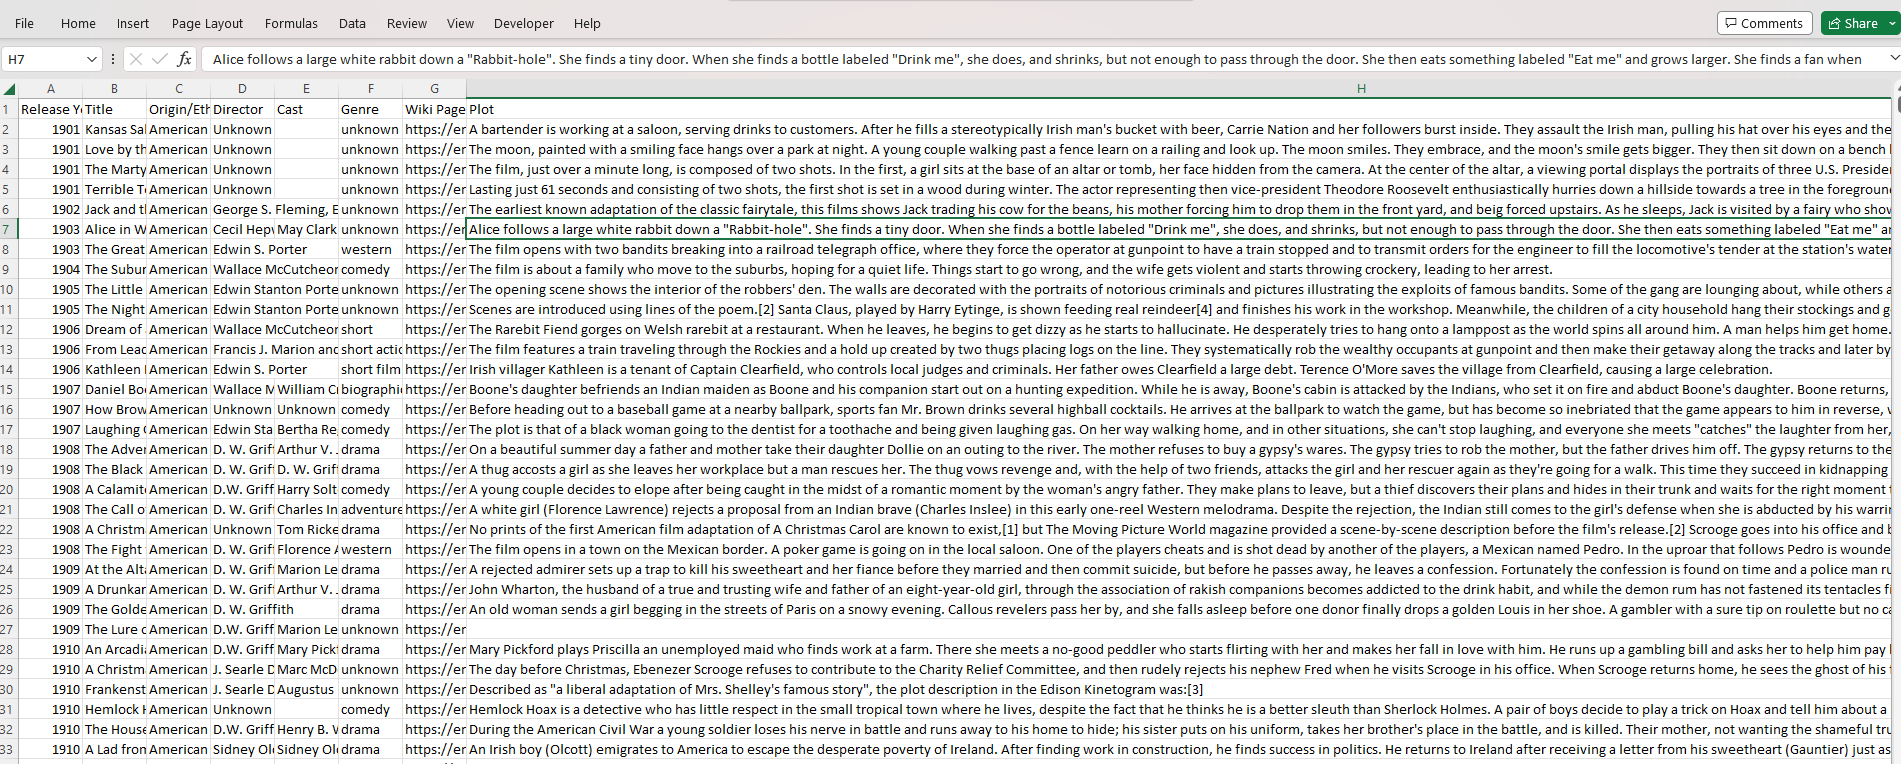 File Home Insert Page Layout Formulas Data Review View Developer Help Comments Share
H7 fx Alice follows a large white rabbit down a "Rabbit-hole". She finds a tiny door. When she finds a bottle labeled "Drink me", she does, and shrinks, but not enough to pass through the door. She then eats something labeled "Eat me" and grows larger. She finds a fan when
A B C D E F G H
1 Release Title Origin/Eth Director Cast Genre Wiki Page Plot
2 1901 Kansas Sal American Unknown unknown https://er A bartender is working at a saloon, serving drinks to customers. After he fills a stereotypically Irish man's bucket with beer, Carrie Nation and her followers burst inside. They assault the Irish man, pulling his hat over his eyes and the
3 1901 Love by th American Unknown unknown https://er The moon, painted with a smiling face hangs over a park at night. A young couple walking past a fence learn on a railing and look up. The moon smiles. They embrace, and the moon's smile gets bigger. They then sit down on a bench
4 1901 The Marty American Unknown unknown https://er The film, just over a minute long, is composed of two shots. In the first, a girl sits at the base of an altar or tomb, her face hidden from the camera. At the center of the altar, a viewing portal displays the portraits of three U.S. Preside
5 1901 Terrible T American Unknown unknown https://er Lasting just 61 seconds and consisting of two shots, the first shot is set in a wood during winter. The actor representing then vice-president Theodore Roosevelt enthusiastically hurries down a hillside towards a tree in the foregroun
6 1902 Jack and t American George S. Fleming, E unknown https://er The earliest known adaptation of the classic fairytale, this films shows Jack trading his cow for the beans, his mother forcing him to drop them in the front yard, and beig forced upstairs. As he sleeps, Jack is visited by a fairy who show
7 1903 Alice in W American Cecil Hep May Clark unknown https://er Alice follows a large white rabbit down a "Rabbit-hole". She finds a tiny door. When she finds a bottle labeled "Drink me", she does, and shrinks, but not enough to pass through the door. She then eats something labeled "Eat me" a
8 1903 The Great American Edwin S. Porter western https://er The film opens with two bandits breaking into a railroad telegraph office, where they force the operator at gunpoint to have a train stopped and to transmit orders for the engineer to fill the locomotive's tender at the station's water
9 1904 The Subur American Wallace McCutcheon comedy https://er The film is about a family who move to the suburbs, hoping for a quiet life. Things start to go wrong, and the wife gets violent and starts throwing crockery, leading to her arrest.
10 1905 The Little American Edwin Stanton Porte unknown https://er The opening scene shows the interior of the robbers' den. The walls are decorated with the portraits of notorious criminals and pictures illustrating the exploits of famous bandits. Some of the gang are lounging about, while others a
11 1905 The Night American Edwin Stanton Porte unknown https://er Scenes are introduced using lines of the poem.[2] Santa Claus, played by Harry Eytinge, is shown feeding real reindeer[4] and finishes his work in the workshop. Meanwhile, the children of a city household hang their stockings and g
12 1906 Dream of American Wallace McCutcheon short https://er The Rarebit Fiend gorges on Welsh rarebit at a restaurant. When he leaves, he begins to get dizzy as he starts to hallucinate. He desperately tries to hang onto a lamppost as the world spins all around him. A man helps him get home.
13 1906 From Lead American Francis J. Marion and short actio https://er The film features a train traveling through the Rockies and a hold up created by two thugs placing logs on the line. They systematically rob the wealthy occupants at gunpoint and then make their getaway along the tracks and later by
14 1906 Kathleen American Edwin S. Porter short film https://er Irish villager Kathleen is a tenant of Captain Clearfield, who controls local judges and criminals. Her father owes Clearfield a large debt. Terence O'More saves the village from Clearfield, causing a large celebration.
15 1907 Daniel Boo American Wallace M William C biographi https://er Boone's daughter befriends an Indian maiden as Boone and his companion start out on a hunting expedition. While he is away, Boone's cabin is attacked by the Indians, who set it on fire and abduct Boone's daughter. Boone returns,
16 1907 How Brow American Unknown Unknown comedy https://er Before heading out to a baseball game at a nearby ballpark, sports fan Mr. Brown drinks several highball cocktails. He arrives at the ballpark to watch the game, but has become so inebriated that the game appears to him in reverse,
17 1907 Laughing American Edwin Sta Bertha Re comedy https://er The plot is that of a black woman going to the dentist for a toothache and being given laughing gas. On her way walking home, and in other situations, she can't stop laughing, and everyone she meets "catches" the laughter from her,
18 1908 The Adve American D. W. Grif Arthur V. drama https://er On a beautiful summer day a father and mother take their daughter Dollie on an outing to the river. The mother refuses to buy a gypsy's wares. The gypsy tries to rob the mother, but the father drives him off. The gypsy returns to the
19 1908 The Black American D. W. Grif D. W. Grif drama https://er A thug accosts a girl as she leaves her workplace but a man rescues her. The thug vows revenge and, with the help of two friends, attacks the girl and her rescuer again as they're going for a walk. This time they succeed in kidnapping
20 1908 A Calamit American D.W. Griff Harry Solt comedy https://er A young couple decides to elope after being caught in the midst of a romantic moment by the woman's angry father. They make plans to leave, but a thief discovers their plans and hides in their trunk and waits for the right moment
21 1908 The Call o American D. W. Grif Charles In adventure https://er A white girl (Florence Lawrence) rejects a proposal from an Indian brave (Charles Inslee) in this early one-reel Western melodrama. Despite the rejection, the Indian still comes to the girl's defense when she is abducted by his warri
22 1908 A Christm American Unknown Tom Ricke drama https://er No prints of the first American film adaptation of A Christmas Carol are known to exist,[1] but The Moving Picture World magazine provided a scene-by-scene description before the film's release.[2] Scrooge goes into his office and b
23 1908 The Fight American D. W. Grif Florence A western https://er The film opens in a town on the Mexican border. A poker game is going on in the local saloon. One of the players cheats and is shot dead by another of the players, a Mexican named Pedro. In the uproar that follows Pedro is wounde
24 1909 At the Alt American D. W. Grif Marion Le drama https://er A rejected admirer sets up a trap to kill his sweetheart and her fiance before they married and then commit suicide, but before he passes away, he leaves a confession. Fortunately the confession is found on time and a police man ru
25 1909 A Drunkar American D. W. Grif Arthur V. drama https://er John Wharton, the husband of a true and trusting wife and father of an eight-year-old girl, through the association of rakish companions becomes addicted to the drink habit, and while the demon rum has not fastened its tentacles fi
26 1909 The Golde American D. W. Griffith drama https://er An old woman sends a girl begging in the streets of Paris on a snowy evening. Callous revelers pass her by, and she falls asleep before one donor finally drops a golden Louis in her shoe. A gambler with a sure tip on roulette but no ca
27 1909 The Lure o American D.W. Griff Marion Le unknown https://er
28 1910 An Arcadi American D.W. Griff Mary Pick drama https://er Mary Pickford plays Priscilla an unemployed maid who finds work at a farm. There she meets a no-good peddler who starts flirting with her and makes her fall in love with him. He runs up a gambling bill and asks her to help him pay
29 1910 A Christm American J. Searle D Marc McD unknown https://er The day before Christmas, Ebenezer Scrooge refuses to contribute to the Charity Relief Committee, and then rudely rejects his nephew Fred when he visits Scrooge in his office. When Scrooge returns home, he sees the ghost of his
30 1910 Frankenst American J. Searle D Augustus unknown https://er Described as "a liberal adaptation of Mrs. Shelley's famous story", the plot description in the Edison Kinetogram was:[3]
31 1910 Hemlock H American Unknown comedy https://er Hemlock Hoax is a detective who has little respect in the small tropical town where he lives, despite the fact that he thinks he is a better sleuth than Sherlock Holmes. A pair of boys decide to play a trick on Hoax and tell him about a
32 1910 The House American D.W. Griff Henry B. W drama https://er During the American Civil War a young soldier loses his nerve in battle and runs away to his home to hide; his sister puts on his uniform, takes her brother's place in the battle, and is killed. Their mother, not wanting the shameful tru
33 1910 A Lad fron American Sidney Ol Sidney Ol drama https://er An Irish boy (Olcott) emigrates to America to escape the desperate poverty of Ireland. After finding work in construction, he finds success in politics. He returns to Ireland after receiving a letter from his sweetheart (Gauntier) just as